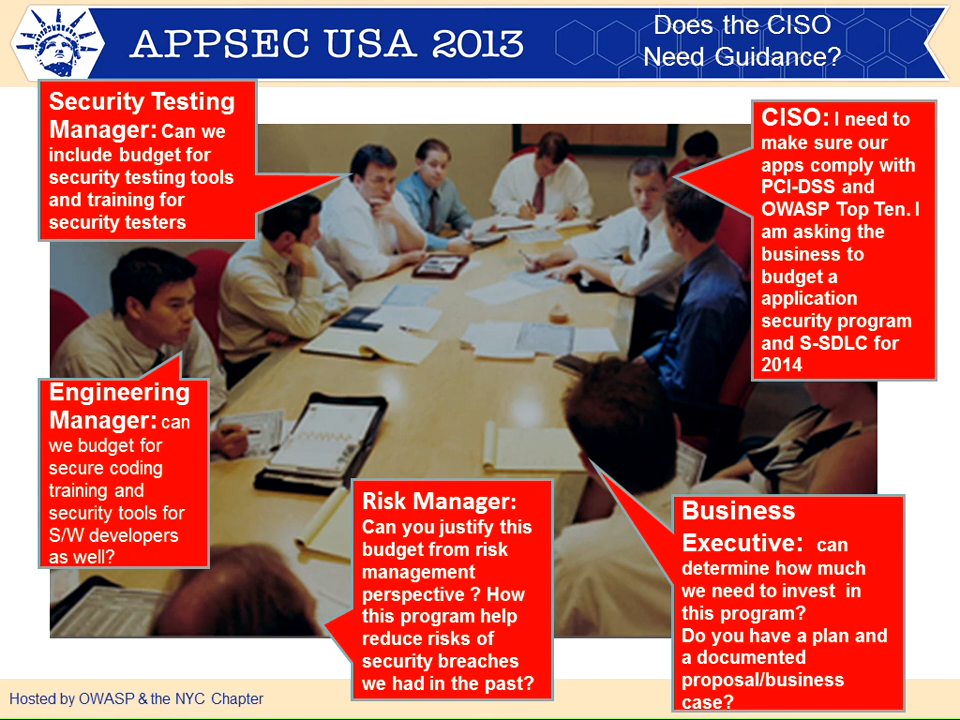 APPSEC USA 2013
Does the CISO
Need Guidance?
Security Testing
Manager: Can we
include budget for
security testing tools
and training for
security testers
CISO: I need to
make sure our
apps comply with
PCI-DSS and
OWASP Top Ten. I
am asking the
business to
budget a
application
security program
and S-SDLC for
2014
Engineering
Manager: can
we budget for
secure coding
training and
security tools for
S/W developers
as well?
Risk Manager:
Can you justify this
budget from risk
management
perspective ? How
this program help
reduce risks of
security breaches
we had in the past?
Business
Executive: can
determine how much
we need to invest in
this program?
Do you have a plan and
a documented
proposal/business
case?
Hosted by OWASP & the NYC Chapter